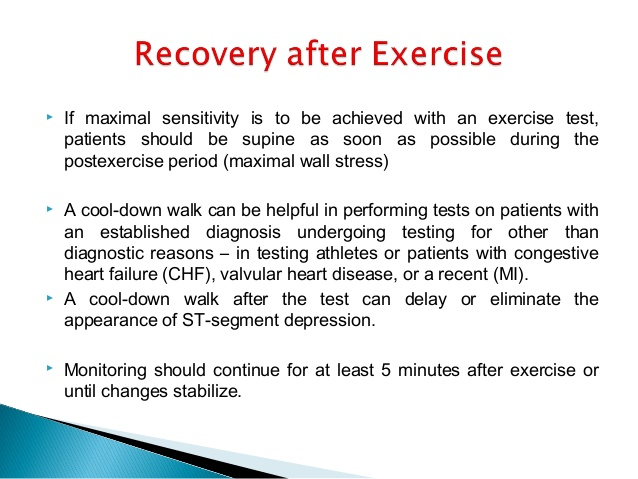 Recovery after Exercise
If maximal sensitivity is to be achieved with an exercise test,
patients should be supine as soon as possible during the
postexercise period (maximal wall stress)
A cool-down walk can be helpful in performing tests on patients with
an established diagnosis undergoing testing for other than
diagnostic reasons – in testing athletes or patients with congestive
heart failure (CHF), valvular heart disease, or a recent (MI).
A cool-down walk after the test can delay or eliminate the
appearance of ST-segment depression.
Monitoring should continue for at least 5 minutes after exercise or
until changes stabilize.